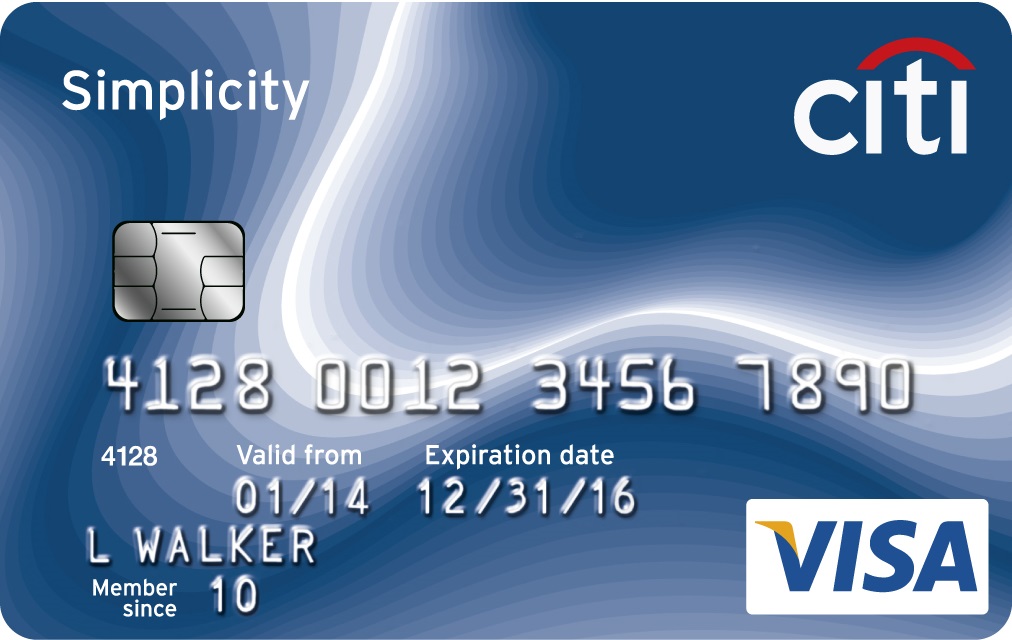 Simplicity
citi
4128 0012 3456 7890
4128 Valid from Expiration date
01/14 12/31/16
L WALKER
Member since 10
VISA